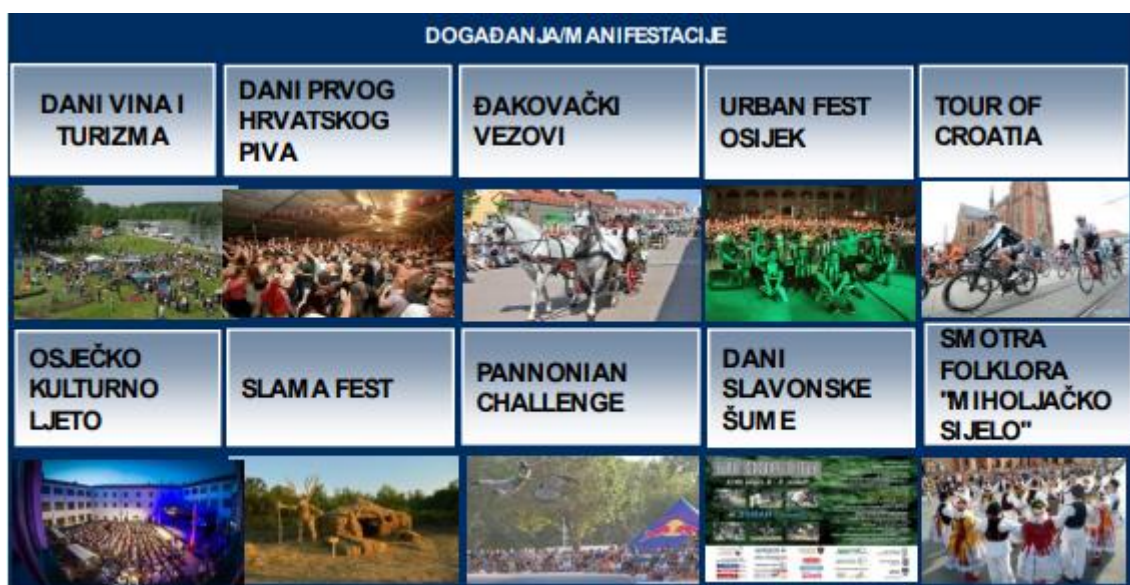 DOGAĐANJA/MANIFESTACIJE
DANI VINA I
TURIZMA
DANI PRVOG
HRVATSKOG
PIVA
ĐAKOVAČKI
VEZOVI
URBAN FEST
OSIJEK
TOUR OF
CROATIA
OSJEČKO
KULTURNO
LJETO
SLAMA FEST
PANNONIAN
CHALLENGE
DANI
SLAVONSKE
ŠUME
SMOTRA
FOLKLORA
"MIHOLJAČKO
SIJELO"